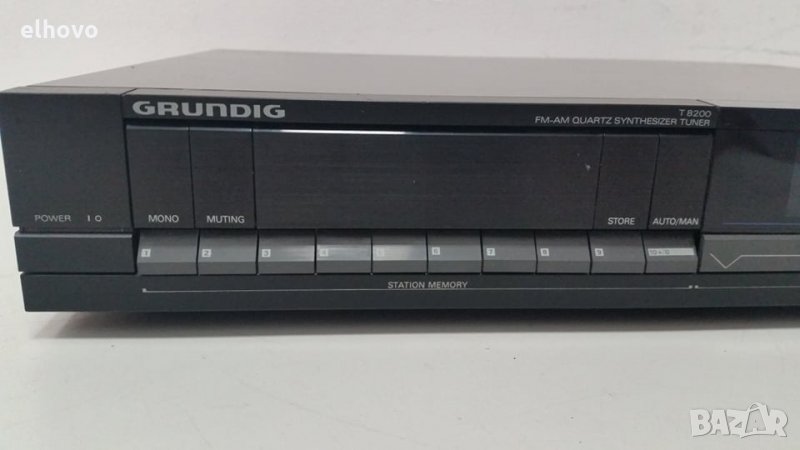 elhovo
GRUNDIG
T 8200
FM-AM QUARTZ SYNTHESIZER TUNER
POWER I O
MONO
MUTING
STORE
AUTO/MAN
1 2 3 4 5 6 7 8 9
STATION MEMORY
BAZAR